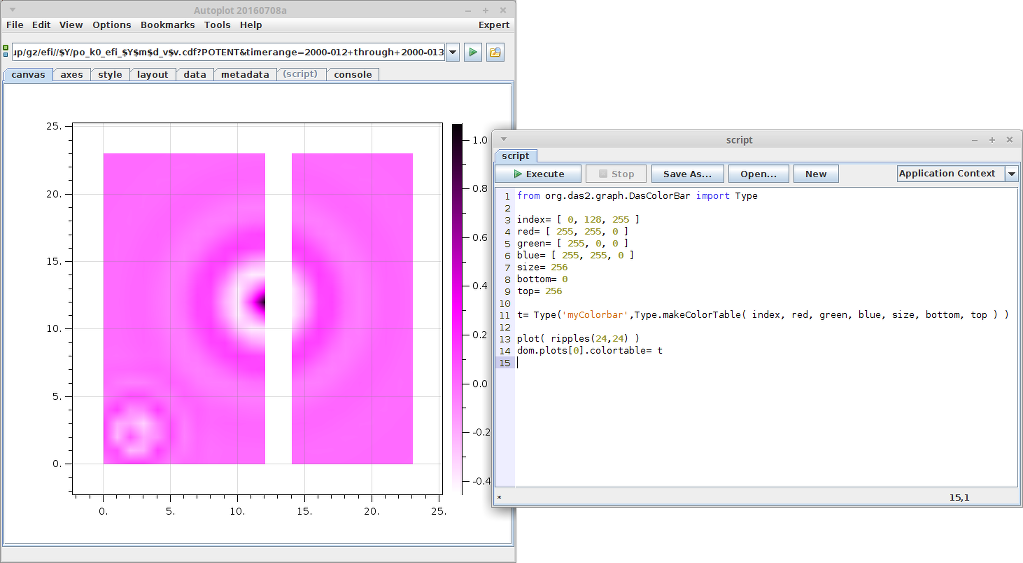 Autoplot 20160708a
File Edit View Options Bookmarks Tools Help Expert
up/gz/efi//$Y/po_k0_efi_$Y$m$d_v$v.cdf?POTENT&timerange=2000-012+through+2000-013
canvas axes style layout data metadata (script) console
25.
20.
15.
10.
5.
0.
0. 5. 10. 15. 20. 25.
1.0
0.8
0.6
0.4
0.2
0.0
-0.2
-0.4
script
script
Execute Stop Save As... Open... New Application Context
1 from org.das2.graph.DasColorBar import Type
2
3 index= [ 0, 128, 255 ]
4 red= [ 255, 255, 0 ]
5 green= [ 255, 0, 0 ]
6 blue= [ 255, 255, 0 ]
7 size= 256
8 bottom= 0
9 top= 256
10
11 t= Type('myColorbar',Type.makeColorTable( index, red, green, blue, size, bottom, top ) )
12
13 plot( ripples(24,24) )
14 dom.plots[0].colortable= t
15
* 15,1